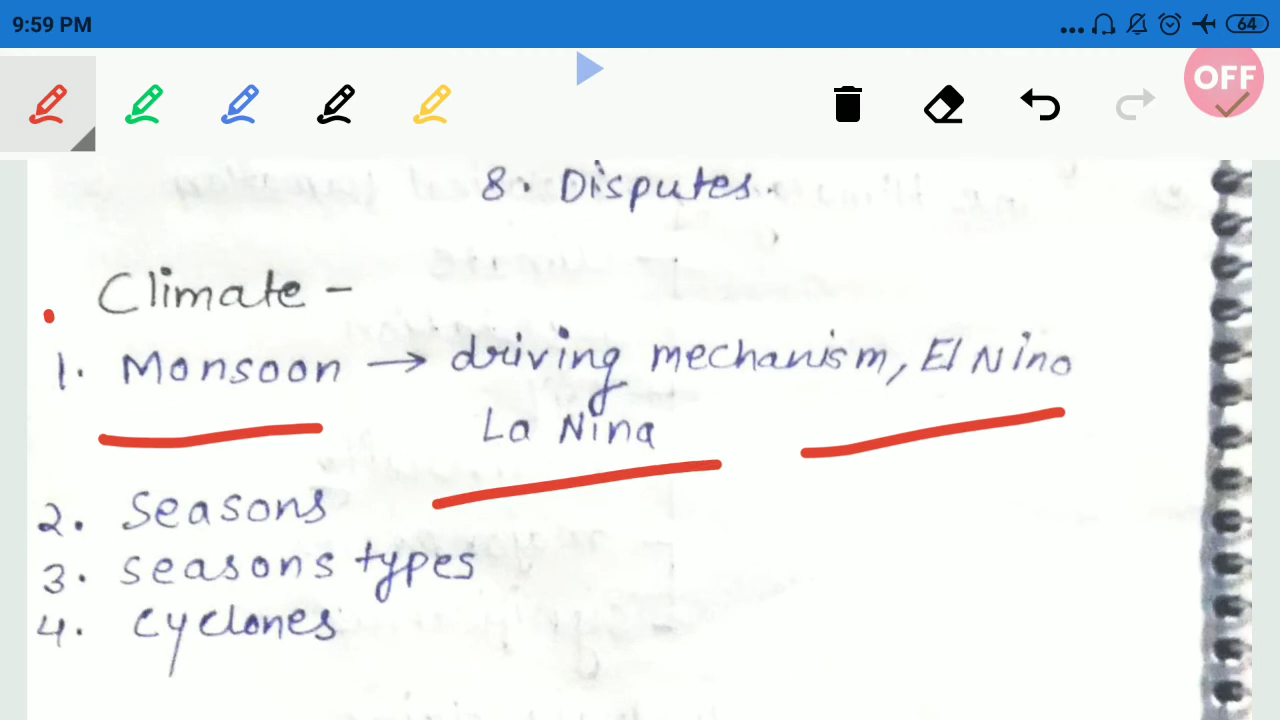 9:59 PM
64
OFF
8. Disputes.
Climate -
1. Monsoon → driving mechanism, El Nino
La Nina
2. Seasons
3. seasons types
4. cyclones